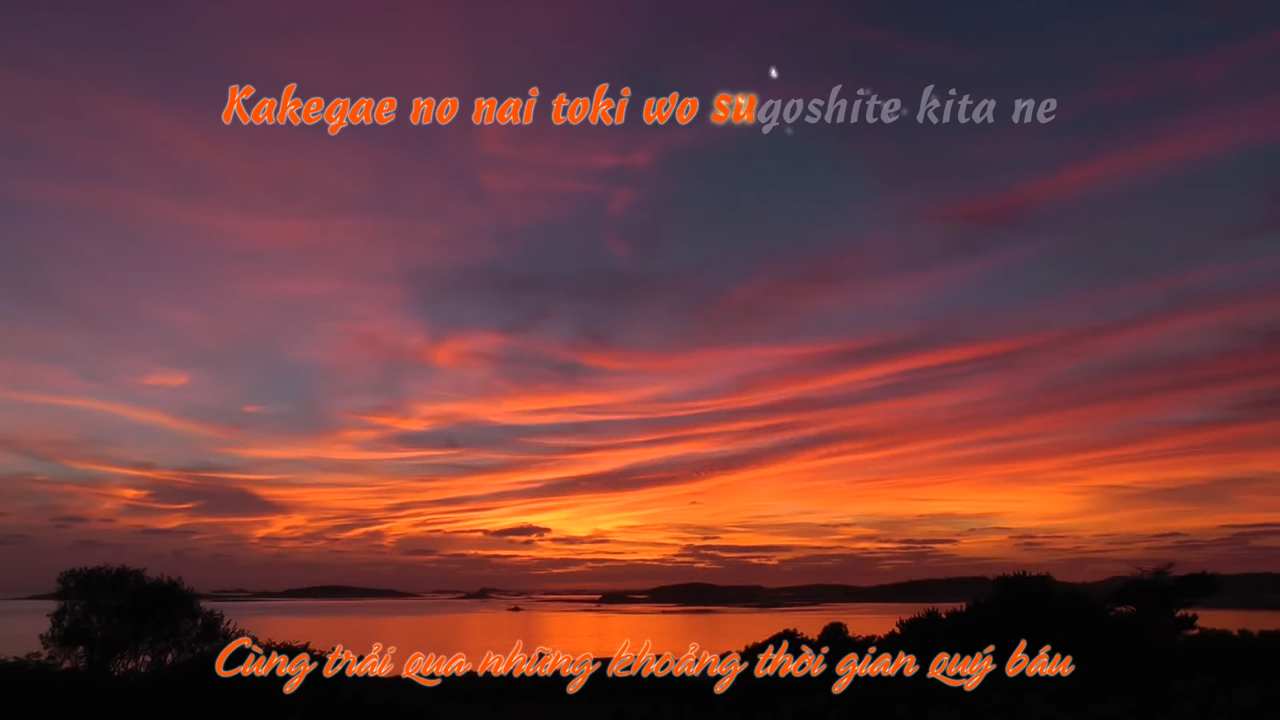 Kakegae no nai toki wo sugoshite kita ne
Cùng trải qua những khoảng thời gian quý báu